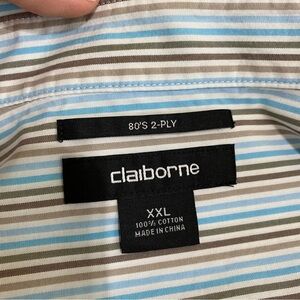 80'S 2-PLY
claiborne
XXL
100% COTTON
MADE IN CHINA